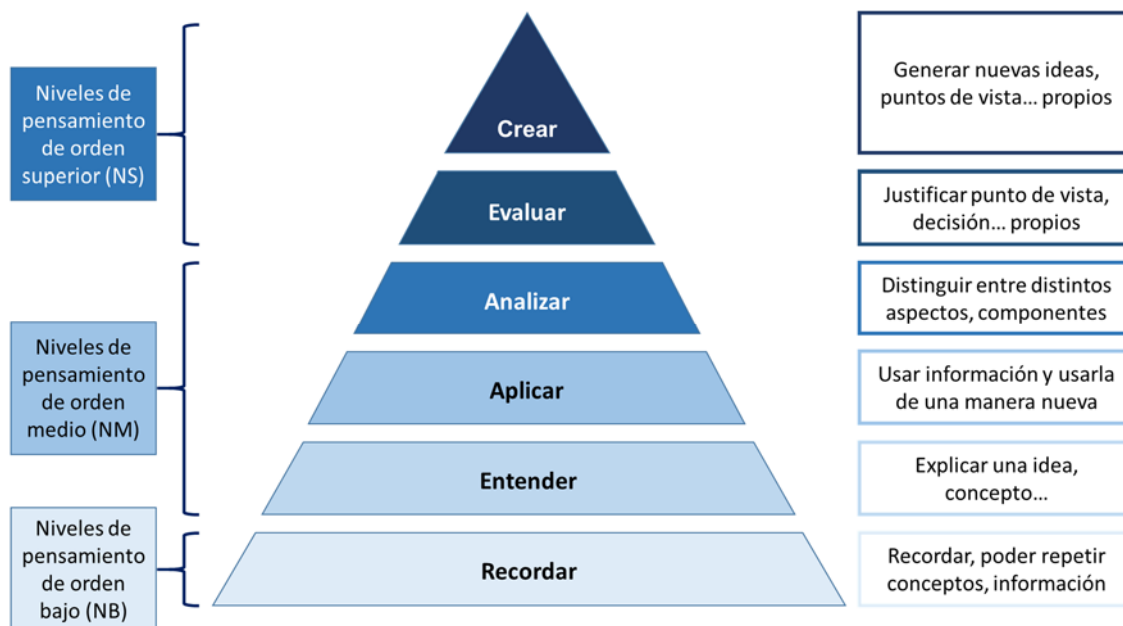 Niveles de
pensamiento
de orden
superior (NS)
Crear
Generar nuevas ideas,
puntos de vista... propios
Evaluar
Justificar punto de vista,
decisión... propios
Niveles de
pensamiento
de orden
medio (NM)
Analizar
Distinguir entre distintos
aspectos, componentes
Aplicar
Usar información y usarla
de una manera nueva
Entender
Explicar una idea,
concepto...
Niveles de
pensamiento
de orden
bajo (NB)
Recordar
Recordar, poder repetir
conceptos, información